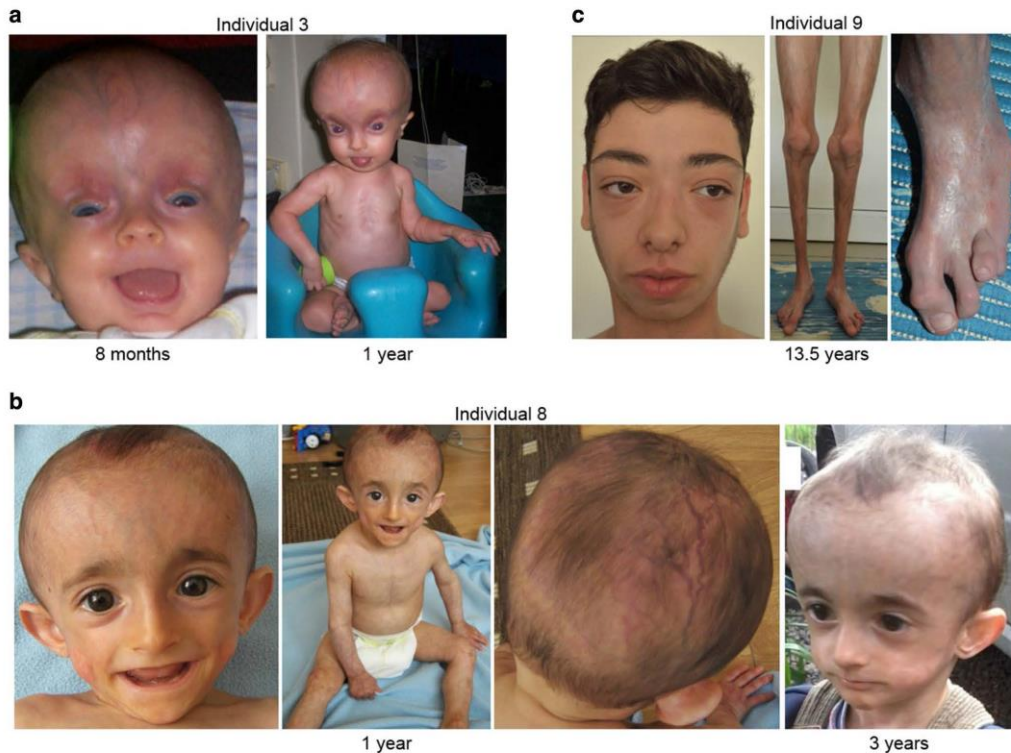 a
Individual 3
8 months
1 year
c
Individual 9
13.5 years
b
Individual 8
1 year
3 years